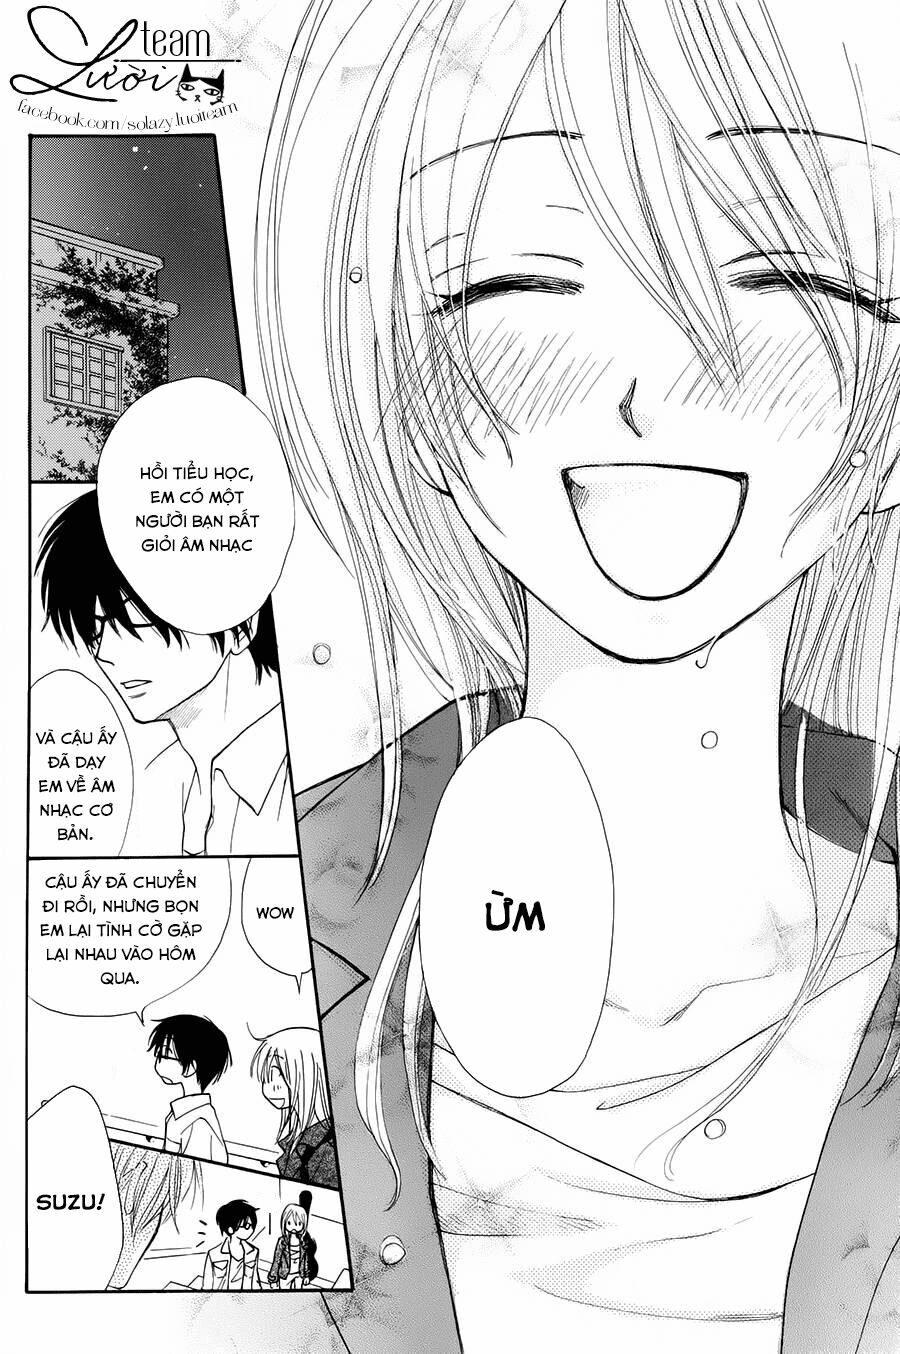 team
Lười
facebook.com/solazy.luoiteam
ỪM
HỒI TIỂU HỌC,
EM CÓ MỘT
NGƯỜI BẠN RẤT
GIỎI ÂM NHẠC
VÀ CẬU ẤY
ĐÃ DẠY
EM VỀ ÂM
NHẠC CƠ
BẢN.
CẬU ẤY ĐÃ CHUYỂN
ĐI RỒI, NHƯNG BỌN
EM LẠI TÌNH CỜ GẶP
LẠI NHAU VÀO HÔM
QUA.
WOW
SUZU!